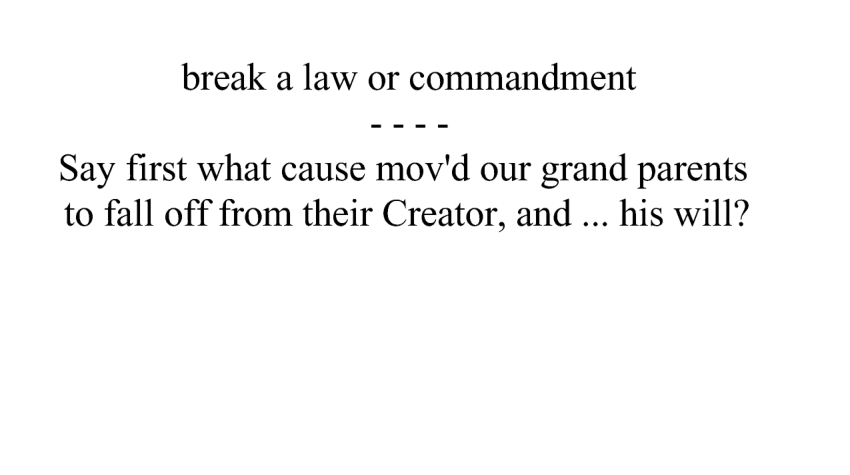 break a law or commandment
- - - -
Say first what cause mov'd our grand parents
to fall off from their Creator, and ... his will?